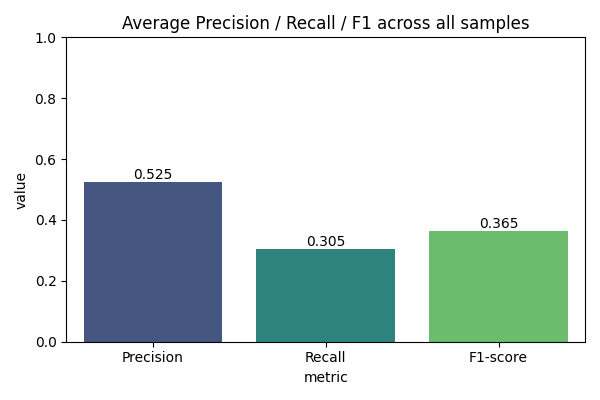 Average Precision / Recall / F1 across all samples
1.0
0.8
0.6
0.4
0.2
0.0
value
0.525
0.305
0.365
Precision
Recall
F1-score
metric